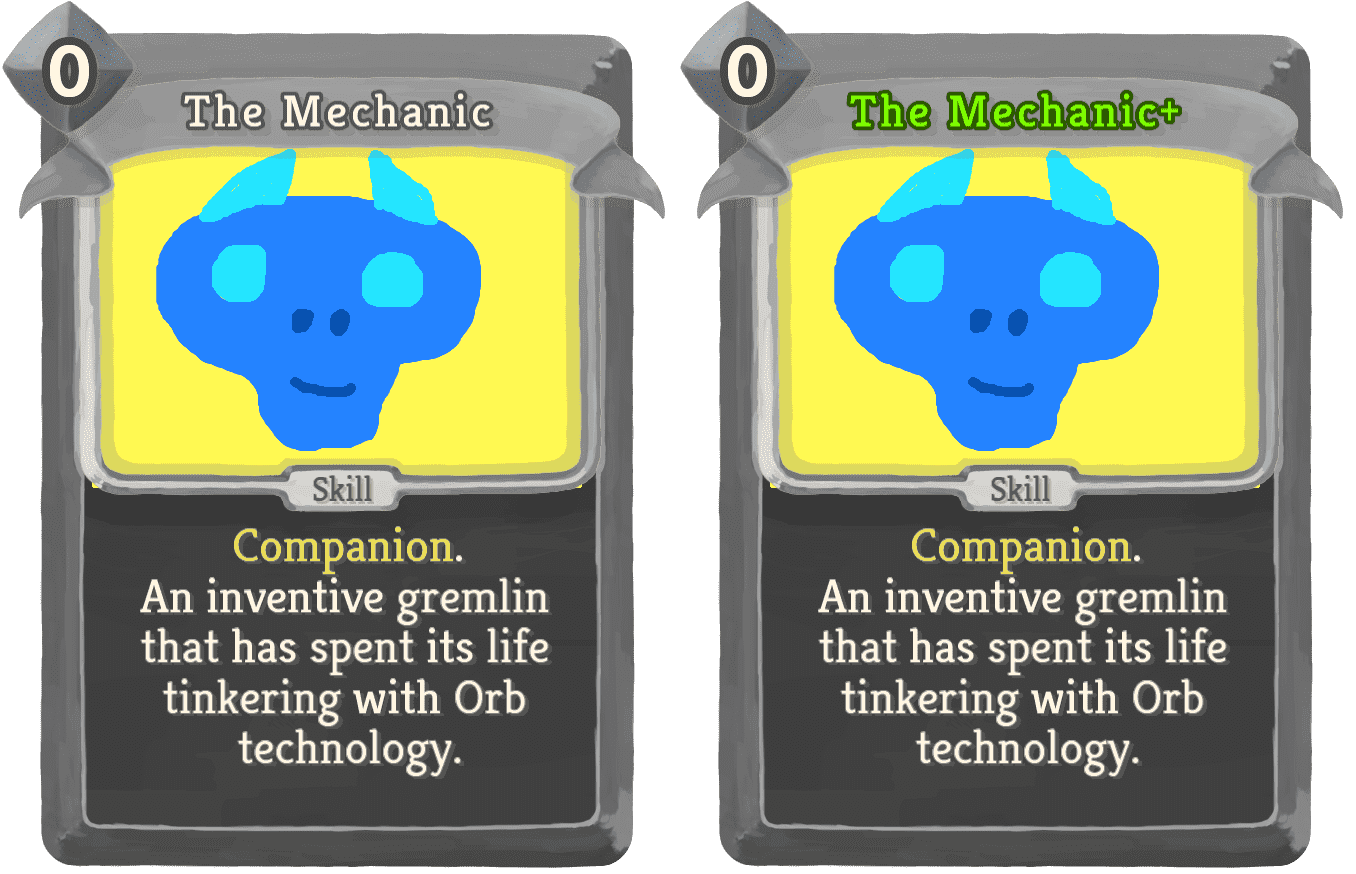 0
The Mechanic
Skill
Companion.
An inventive gremlin
that has spent its life
tinkering with Orb
technology.
0
The Mechanic+
Skill
Companion.
An inventive gremlin
that has spent its life
tinkering with Orb
technology.